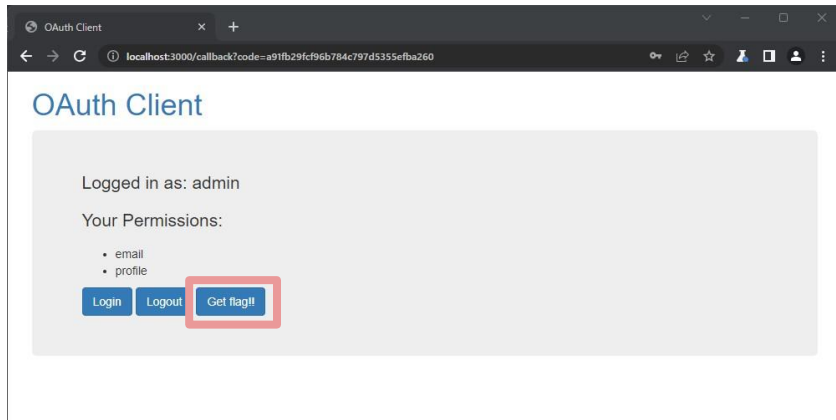 OAuth Client
localhost:3000/callback?code=a91fb29fcf96b784c797d5355efba260
OAuth Client
Logged in as: admin
Your Permissions:
• email
• profile
Login Logout Get flag!!